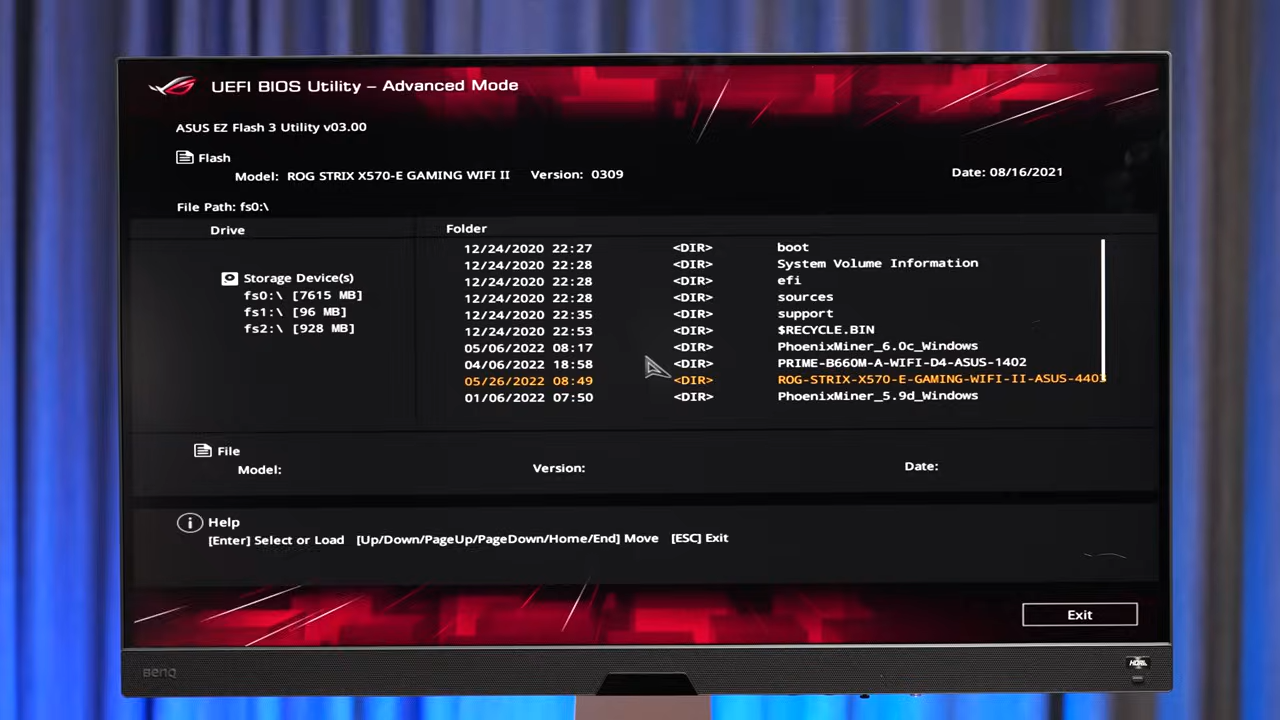 UEFI BIOS Utility – Advanced Mode
ASUS EZ Flash 3 Utility v03.00
Flash
Model: ROG STRIX X570-E GAMING WIFI II Version: 0309 Date: 08/16/2021
File Path: fs0:\
Drive Folder
Storage Device(s)
fs0:\ [7615 MB]
fs1:\ [96 MB]
fs2:\ [928 MB]
12/24/2020 22:27 <DIR> boot
12/24/2020 22:28 <DIR> System Volume Information
12/24/2020 22:28 <DIR> efi
12/24/2020 22:28 <DIR> sources
12/24/2020 22:35 <DIR> support
12/24/2020 22:53 <DIR> $RECYCLE.BIN
05/06/2022 08:17 <DIR> PhoenixMiner_6.0c_Windows
04/06/2022 18:58 <DIR> PRIME-B660M-A-WIFI-D4-ASUS-1402
05/26/2022 08:49 <DIR> ROG-STRIX-X570-E-GAMING-WIFI-II-ASUS-4403
01/06/2022 07:50 <DIR> PhoenixMiner_5.9d_Windows
File
Model: Version: Date:
Help
[Enter] Select or Load [Up/Down/PageUp/PageDown/Home/End] Move [ESC] Exit
Exit
BenQ